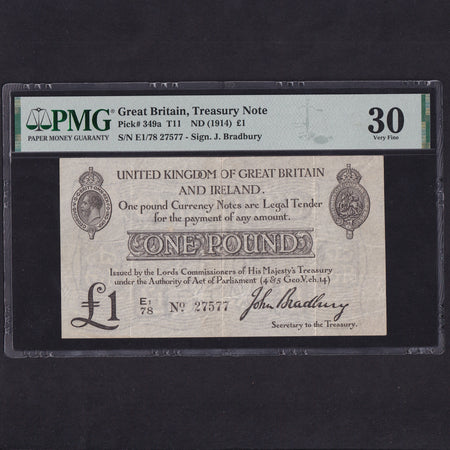 PMG
PAPER MONEY GUARANTY
Great Britain, Treasury Note
Pick# 349a T11 ND (1914) £1
S/N E1/78 27577 - Sign. J. Bradbury
30
Very Fine
UNITED KINGDOM OF GREAT BRITAIN
AND IRELAND.
One pound Currency Notes are Legal Tender
for the payment of any amount.
ONE POUND
Issued by the Lords Commissioners of His Majesty's Treasury
under the Authority of Act of Parliament (4 & 5 Geo. V. ch. 14)
£1 E1/78 No 27577 John Bradbury
Secretary to the Treasury.